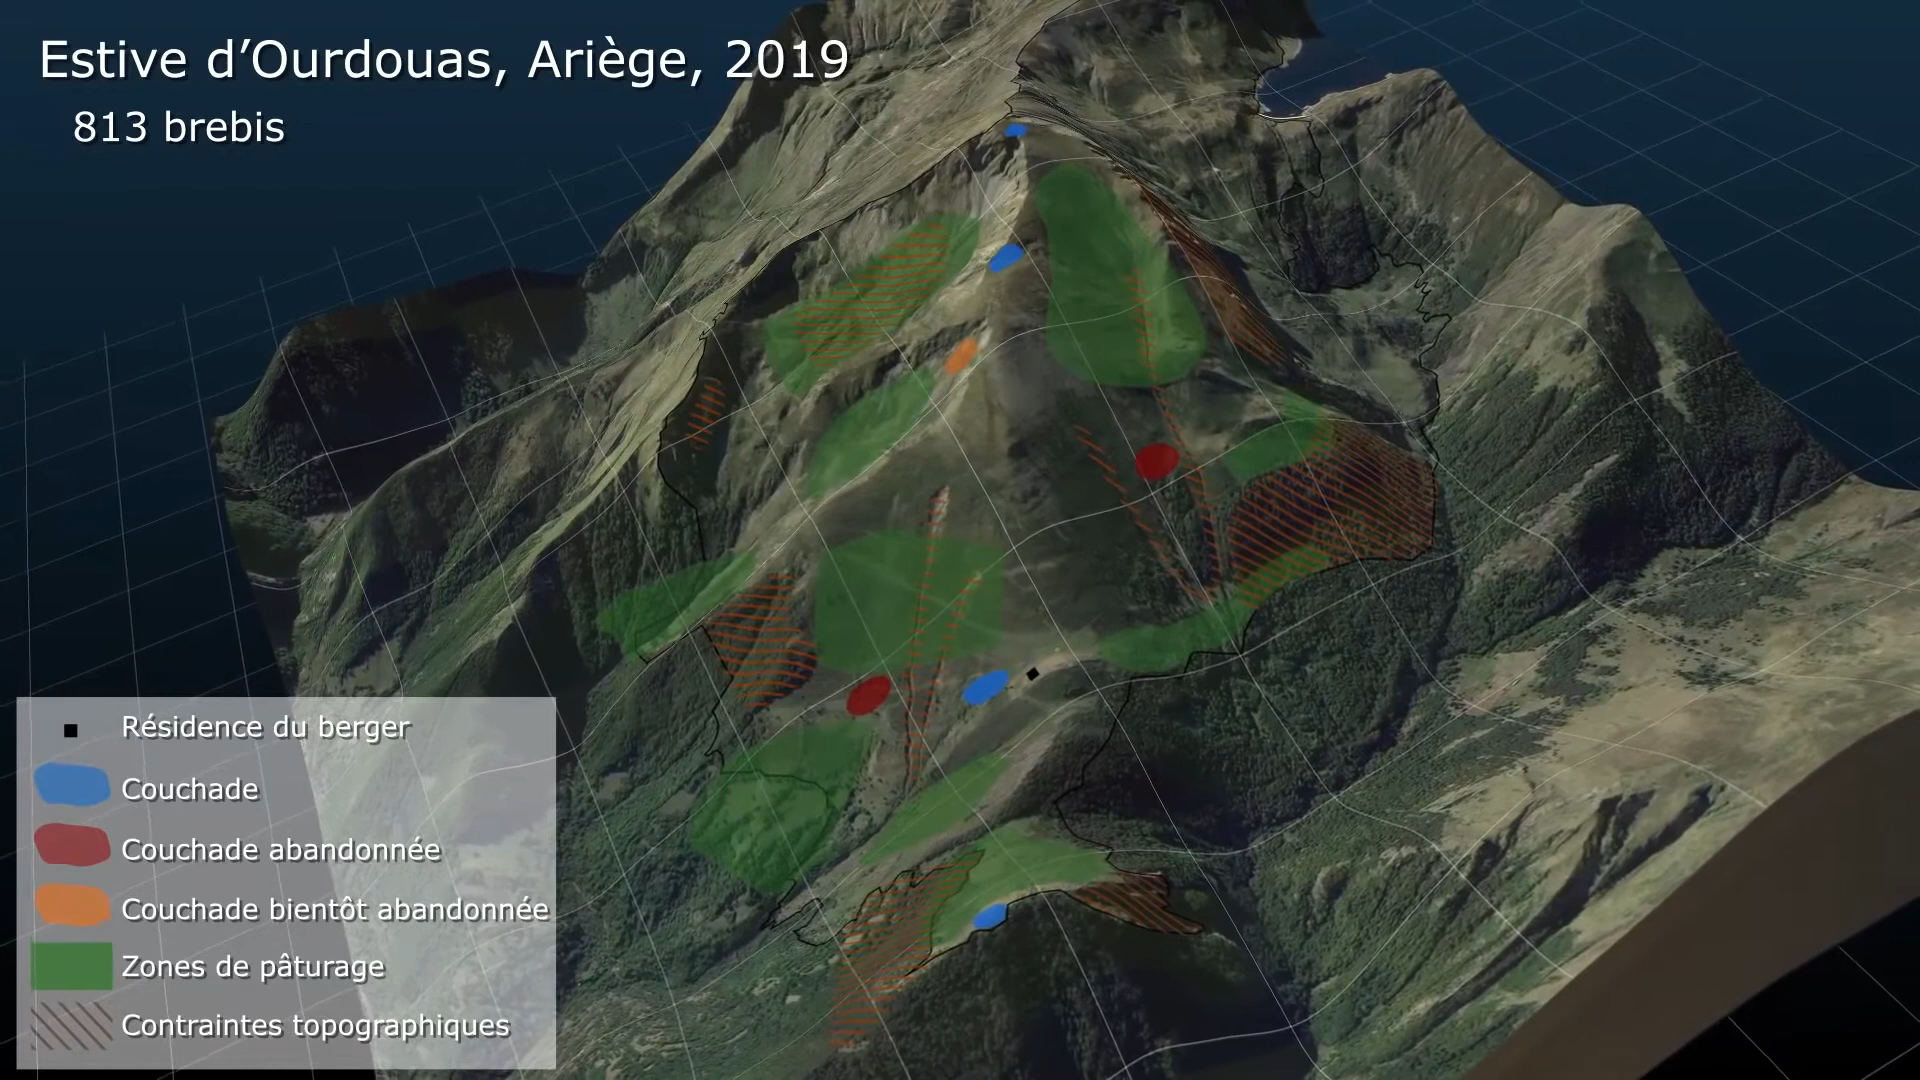 Estive d’Ourdouas, Ariège, 2019
813 brebis
Résidence du berger
Couchade
Couchade abandonnée
Couchade bientôt abandonnée
Zones de pâturage
Contraintes topographiques